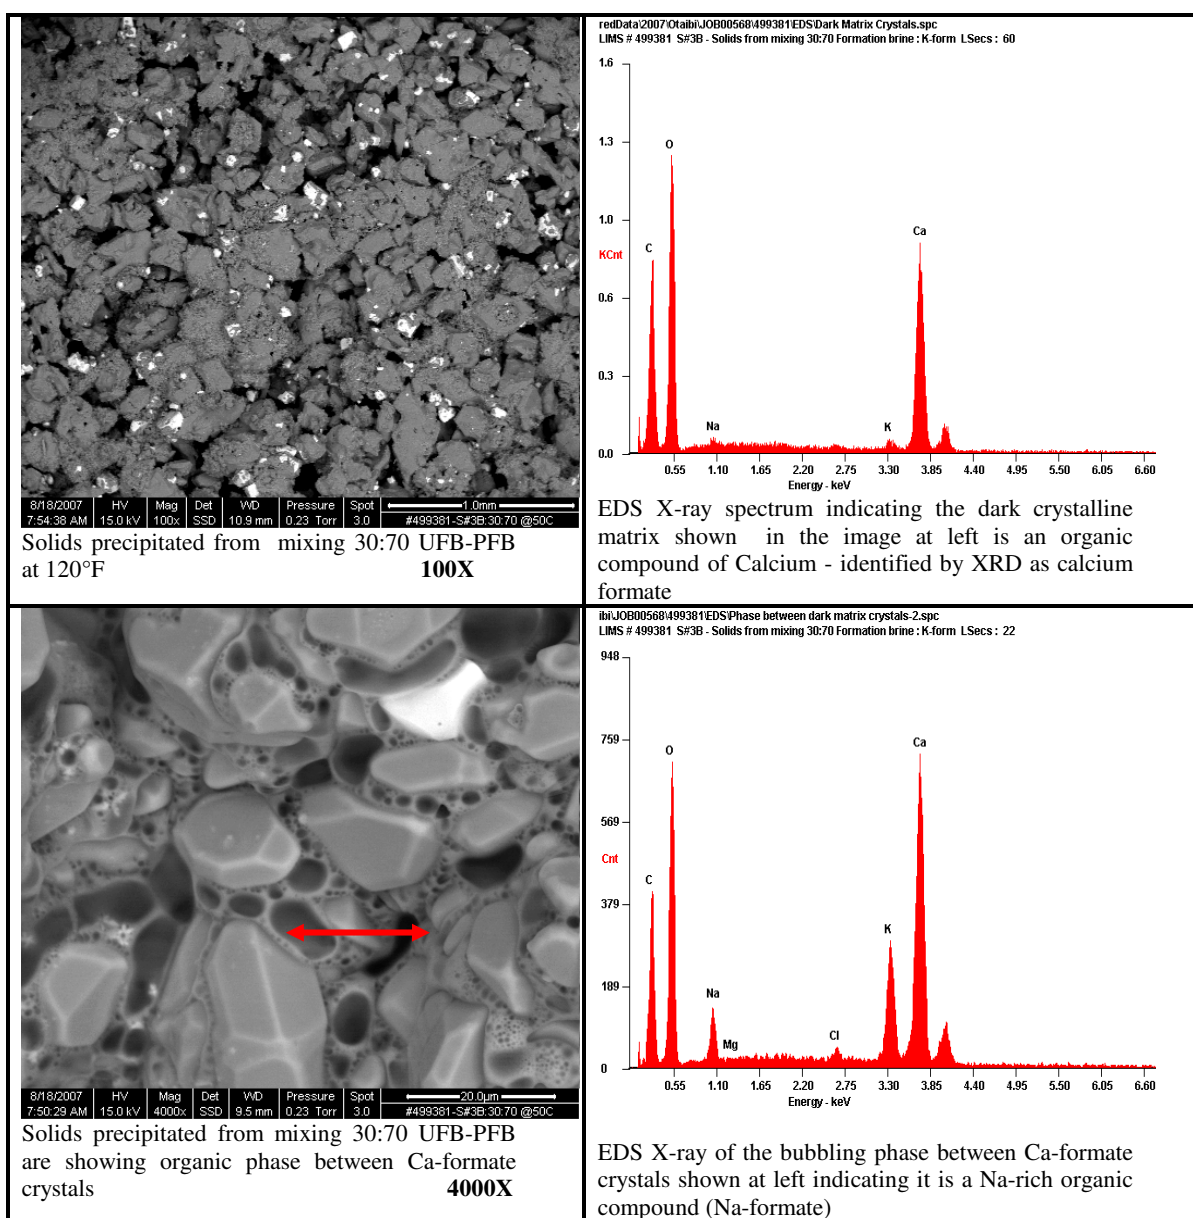 redData\2007\Otaibi\JOB00568\499381\EDS\Dark Matrix Crystals.spc
LIMS # 499381 S#3B - Solids from mixing 30:70 Formation brine : K-form LSecs : 60
1.6
1.3
1.0
KCnt
0.6
0.3
0.0
C
O
Na
K
Ca
0.55 1.10 1.65 2.20 2.75 3.30 3.85 4.40 4.95 5.50 6.05 6.60
Energy - keV
8/18/2007 HV Mag Det WD Pressure Spot 1.0mm
7:54:38 AM 15.0 kV 100x SSD 10.9 mm 0.23 Torr 3.0 #499381-S#3B:30:70 @50C
Solids precipitated from mixing 30:70 UFB-PFB
at 120°F 100X
EDS X-ray spectrum indicating the dark crystalline
matrix shown in the image at left is an organic
compound of Calcium - identified by XRD as calcium
formate
ibi\JOB00568\499381\EDS\Phase between dark matrix crystals-2.spc
LIMS # 499381 S#3B - Solids from mixing 30:70 Formation brine : K-form LSecs : 22
948
759
569
Cnt
379
189
0
C
O
Na
Mg
Cl
K
Ca
0.55 1.10 1.65 2.20 2.75 3.30 3.85 4.40 4.95 5.50 6.05 6.60
Energy - keV
8/18/2007 HV Mag Det WD Pressure Spot 20.0µm
7:50:29 AM 15.0 kV 4000x SSD 9.5 mm 0.23 Torr 3.0 #499381-S#3B:30:70 @50C
Solids precipitated from mixing 30:70 UFB-PFB
are showing organic phase between Ca-formate
crystals 4000X
EDS X-ray of the bubbling phase between Ca-formate
crystals shown at left indicating it is a Na-rich organic
compound (Na-formate)